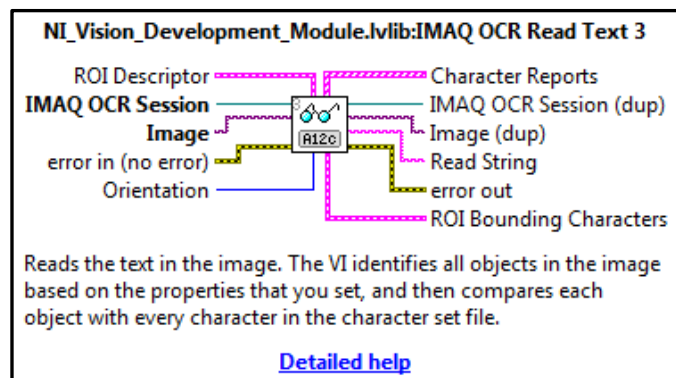 NI_Vision_Development_Module.lvlib:IMAQ OCR Read Text 3
ROI Descriptor
IMAQ OCR Session
Image
error in (no error)
Orientation
3
A12c
Character Reports
IMAQ OCR Session (dup)
Image (dup)
Read String
error out
ROI Bounding Characters
Reads the text in the image. The VI identifies all objects in the image
based on the properties that you set, and then compares each
object with every character in the character set file.
Detailed help